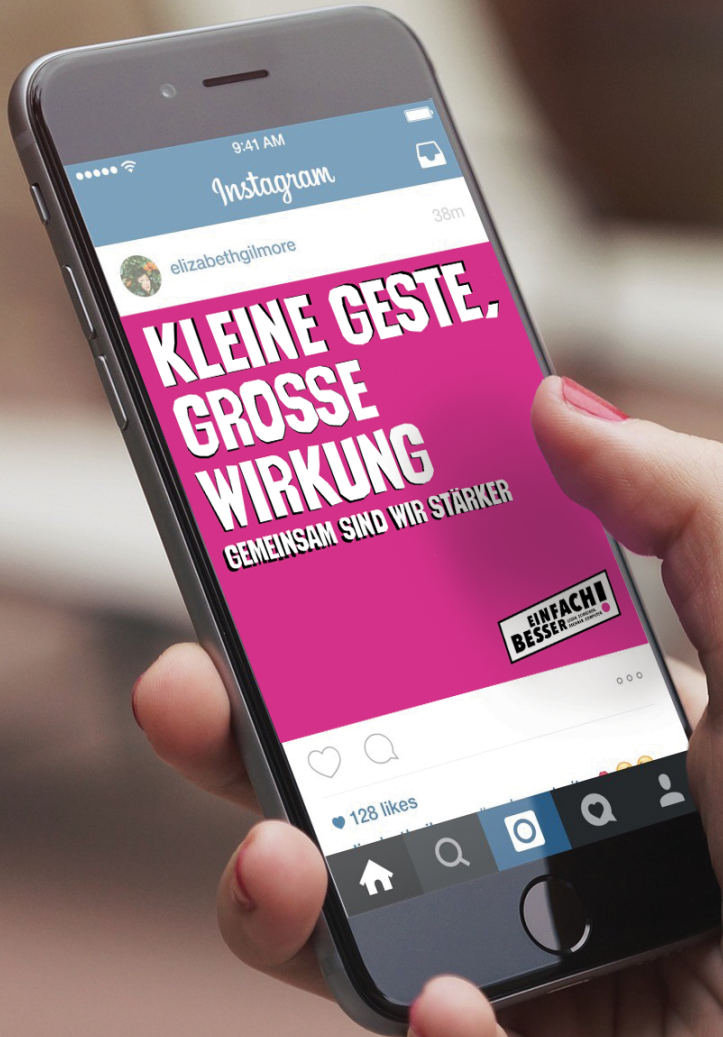 9:41 AM
Instagram
elizabethgilmore
38m
KLEINE GESTE,
GROSSE
WIRKUNG
GEMEINSAM SIND WIR STÄRKER
EINFACH!
BESSER
128 likes